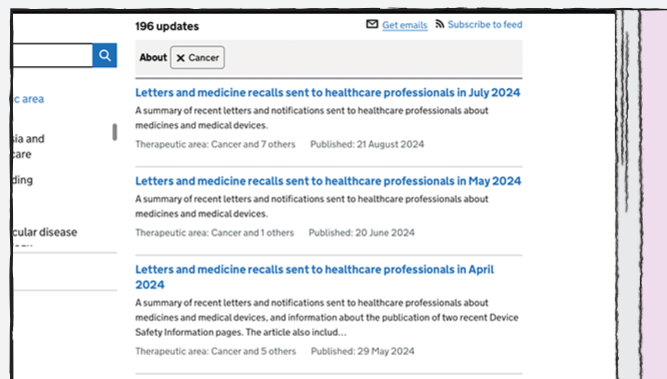 196 updates
Get emails
Subscribe to feed
About
✕ Cancer
c area
Letters and medicine recalls sent to healthcare professionals in July 2024
A summary of recent letters and notifications sent to healthcare professionals about
medicines and medical devices.
ia and
care
Therapeutic area: Cancer and 7 others Published: 21 August 2024
ding
Letters and medicine recalls sent to healthcare professionals in May 2024
A summary of recent letters and notifications sent to healthcare professionals about
medicines and medical devices.
cular disease
Therapeutic area: Cancer and 1 others Published: 20 June 2024
Letters and medicine recalls sent to healthcare professionals in April
2024
A summary of recent letters and notifications sent to healthcare professionals about
medicines and medical devices, and information about the publication of two recent Device
Safety Information pages. The article also includ...
Therapeutic area: Cancer and 5 others Published: 29 May 2024